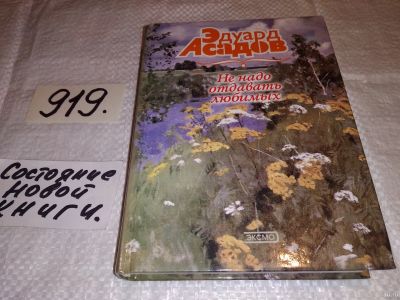 Эдуард
Асадов
Не надо
отдавать
любимых
ЭКСМО
919.
Состояние
новой
книги.